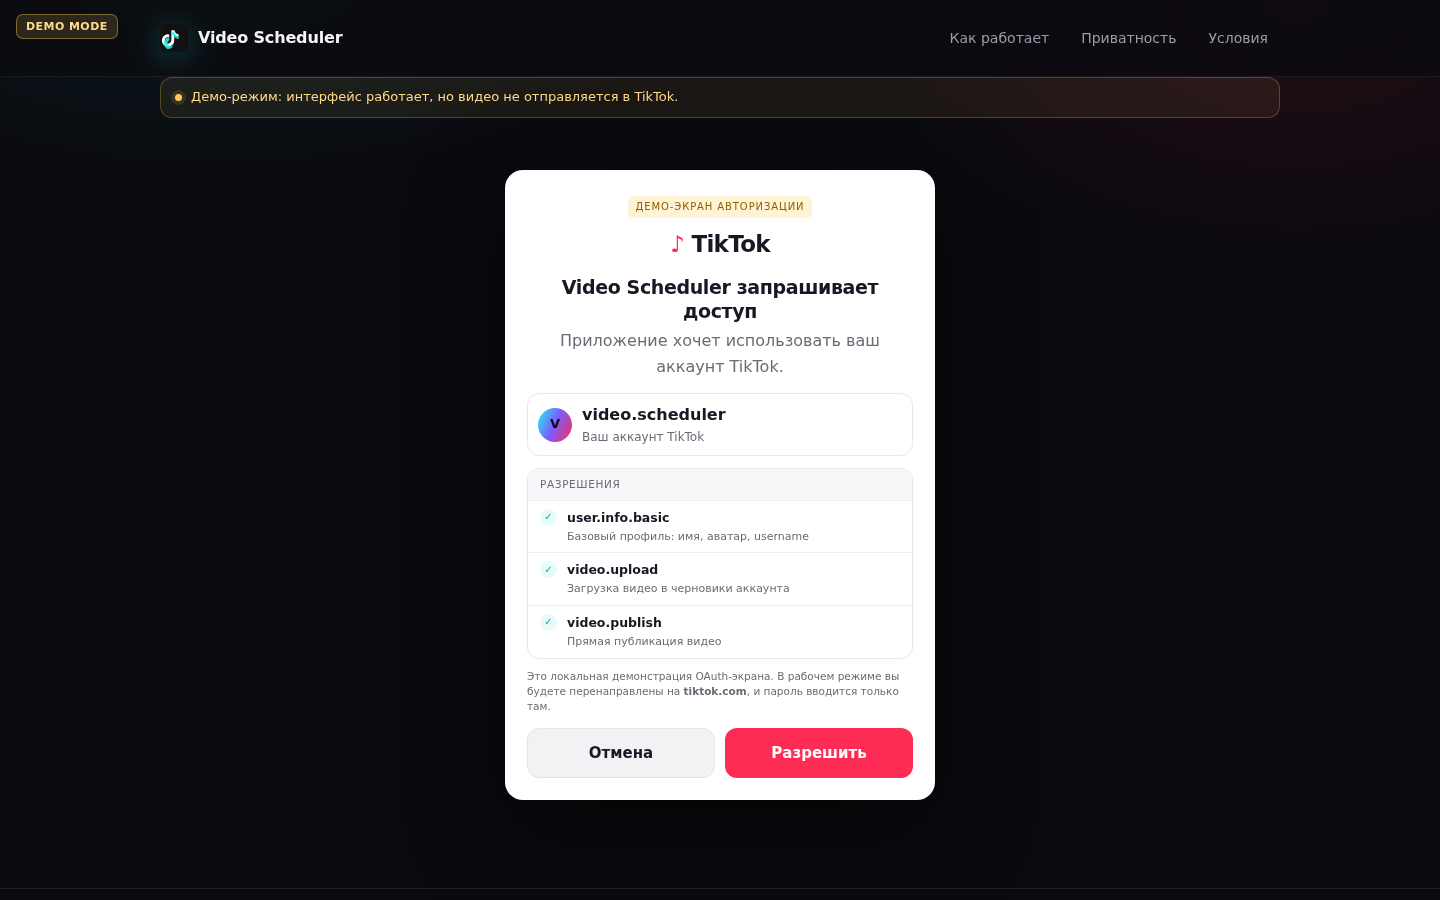 DEMO MODE
Video Scheduler
Как работает
Приватность
Условия
Демо-режим: интерфейс работает, но видео не отправляется в TikTok.
ДЕМО-ЭКРАН АВТОРИЗАЦИИ
♪ TikTok
Video Scheduler запрашивает
доступ
Приложение хочет использовать ваш
аккаунт TikTok.
V
video.scheduler
Ваш аккаунт TikTok
РАЗРЕШЕНИЯ
✓ user.info.basic
Базовый профиль: имя, аватар, username
✓ video.upload
Загрузка видео в черновики аккаунта
✓ video.publish
Прямая публикация видео
Это локальная демонстрация OAuth-экрана. В рабочем режиме вы
будете перенаправлены на tiktok.com, и пароль вводится только
там.
Отмена
Разрешить